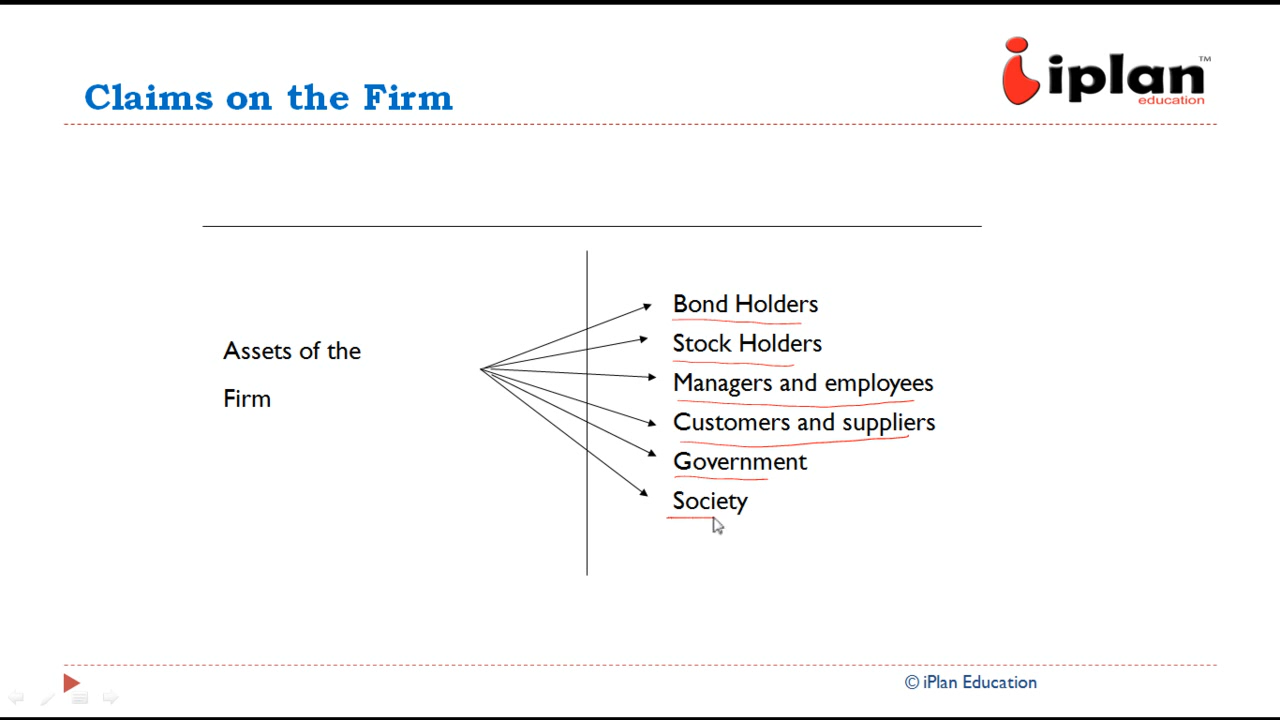 Claims on the Firm
iplan™
education
Assets of the
Firm
Bond Holders
Stock Holders
Managers and employees
Customers and suppliers
Government
Society
© iPlan Education